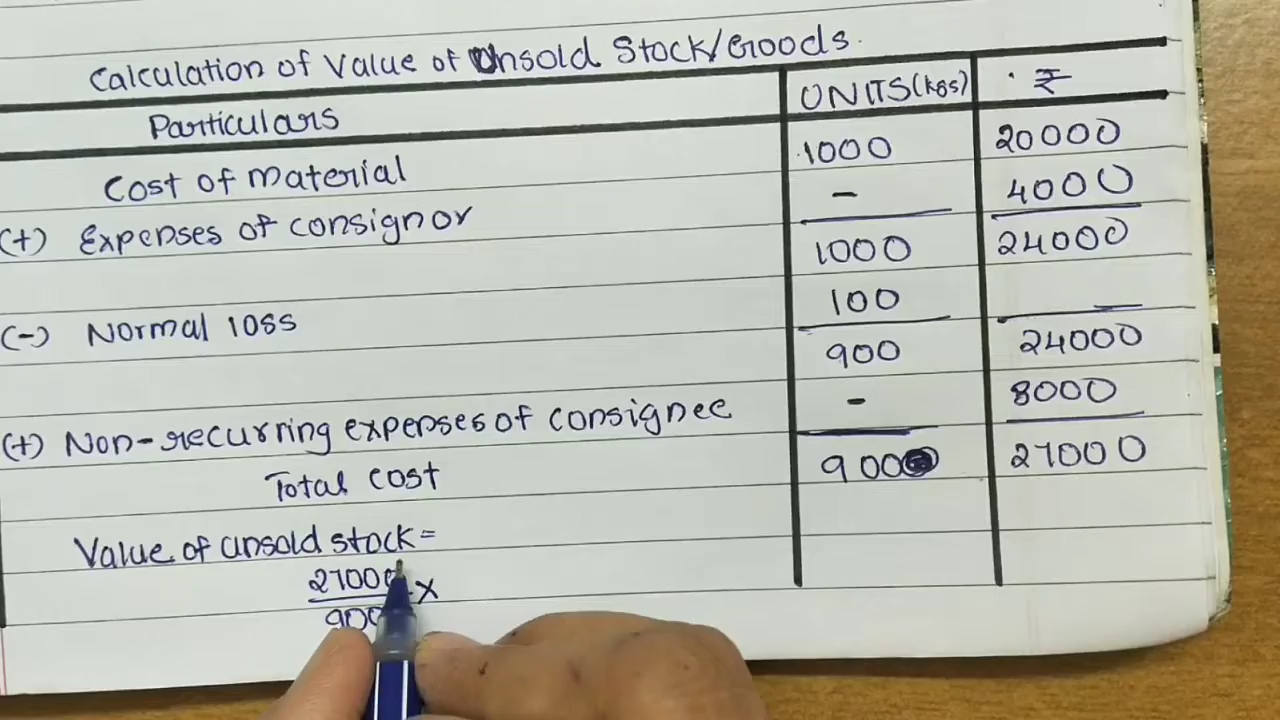 Calculation of Value of Unsold Stock/Goods.
Particulars UNITS(kgs) ₹
Cost of material 1000 20000
(+) Expenses of consignor - 4000
1000 24000
(-) Normal loss 100 —
900 24000
(+) Non-recurring expenses of consignee - 8000
Total cost 900 27000
Value of unsold stock=
27000 x
900